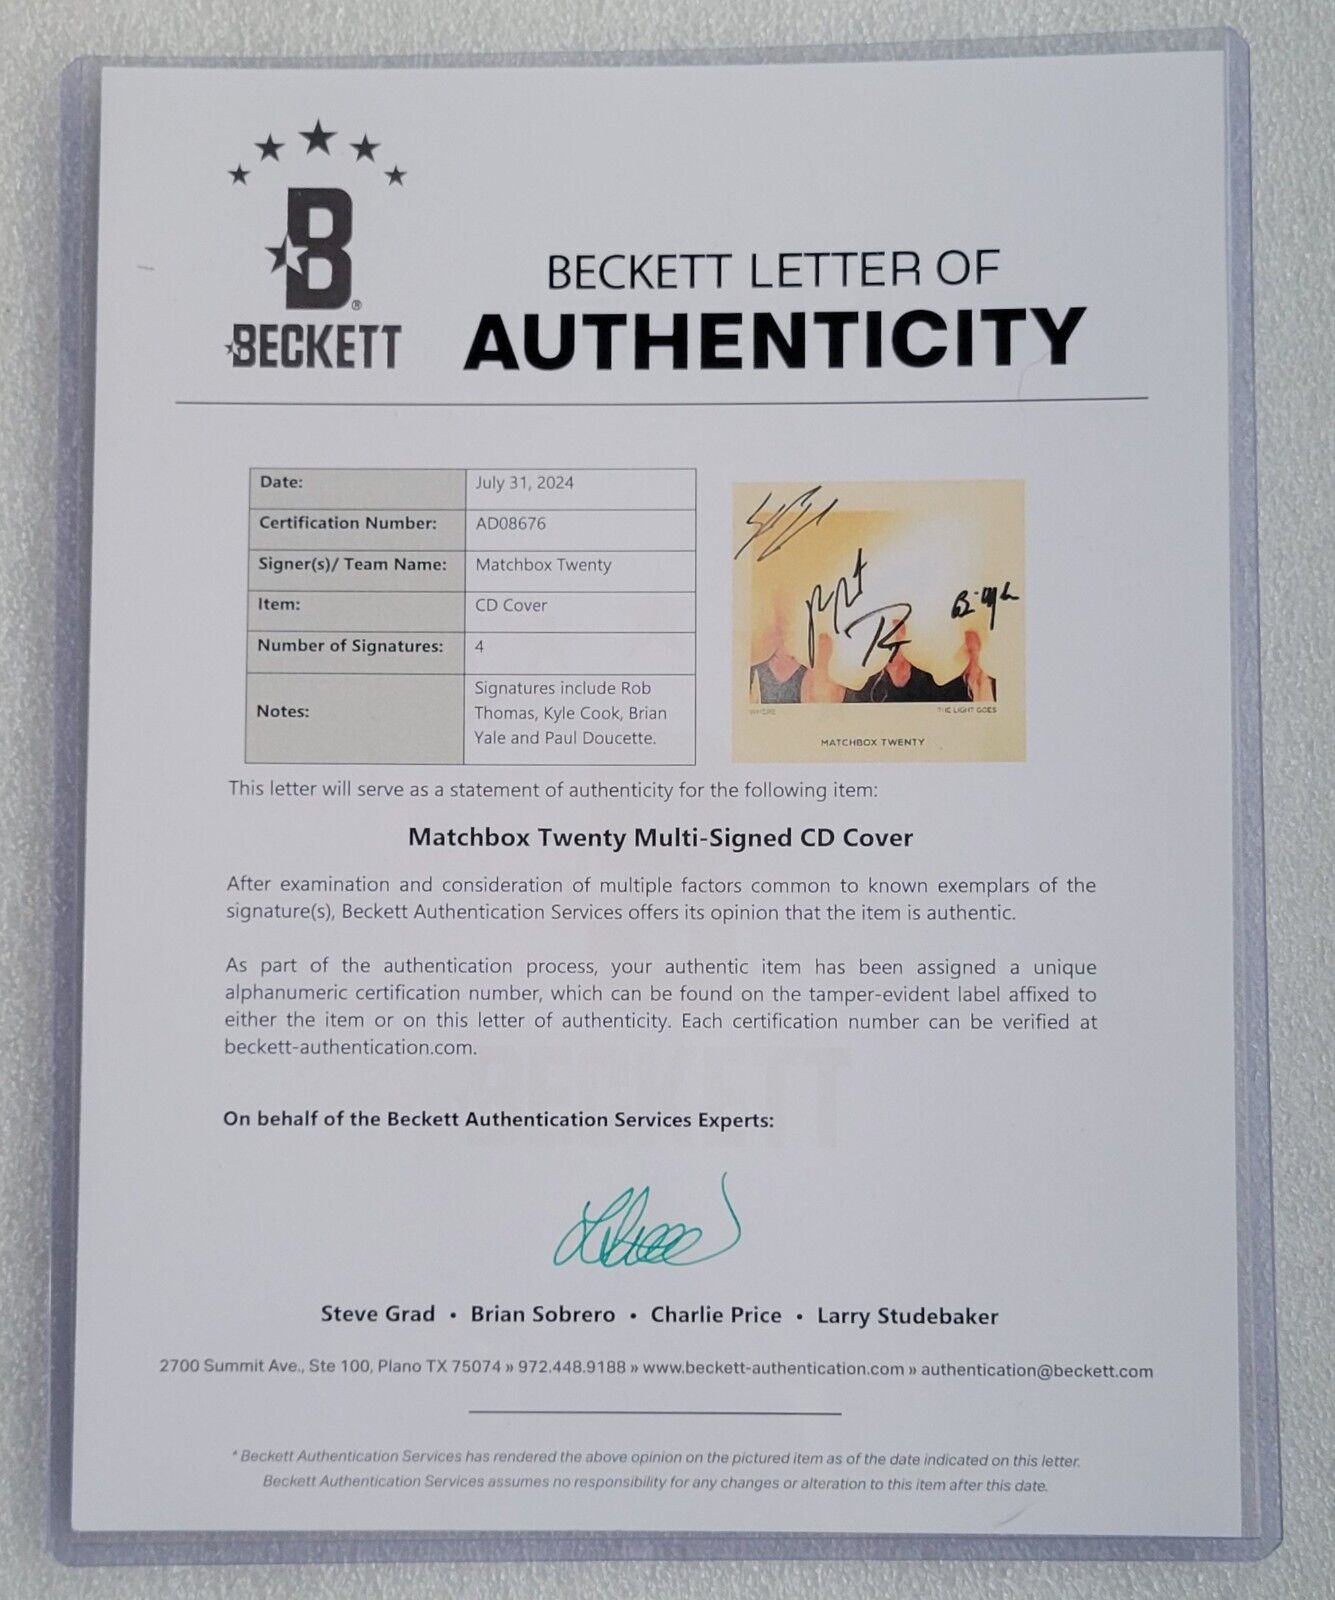 B®
BECKETT
BECKETT LETTER OF
AUTHENTICITY
Date: July 31, 2024
Certification Number: AD08676
Signer(s)/ Team Name: Matchbox Twenty
Item: CD Cover
Number of Signatures: 4
Notes: Signatures include Rob
Thomas, Kyle Cook, Brian
Yale and Paul Doucette.
WHERE THE LIGHT GOES
MATCHBOX TWENTY
This letter will serve as a statement of authenticity for the following item:
Matchbox Twenty Multi-Signed CD Cover
After examination and consideration of multiple factors common to known exemplars of the
signature(s), Beckett Authentication Services offers its opinion that the item is authentic.
As part of the authentication process, your authentic item has been assigned a unique
alphanumeric certification number, which can be found on the tamper-evident label affixed to
either the item or on this letter of authenticity. Each certification number can be verified at
beckett-authentication.com.
On behalf of the Beckett Authentication Services Experts:
Steve Grad • Brian Sobrero • Charlie Price • Larry Studebaker
2700 Summit Ave., Ste 100, Plano TX 75074 » 972.448.9188 » www.beckett-authentication.com » authentication@beckett.com
* Beckett Authentication Services has rendered the above opinion on the pictured item as of the date indicated on this letter.
Beckett Authentication Services assumes no responsibility for any changes or alteration to this item after this date.